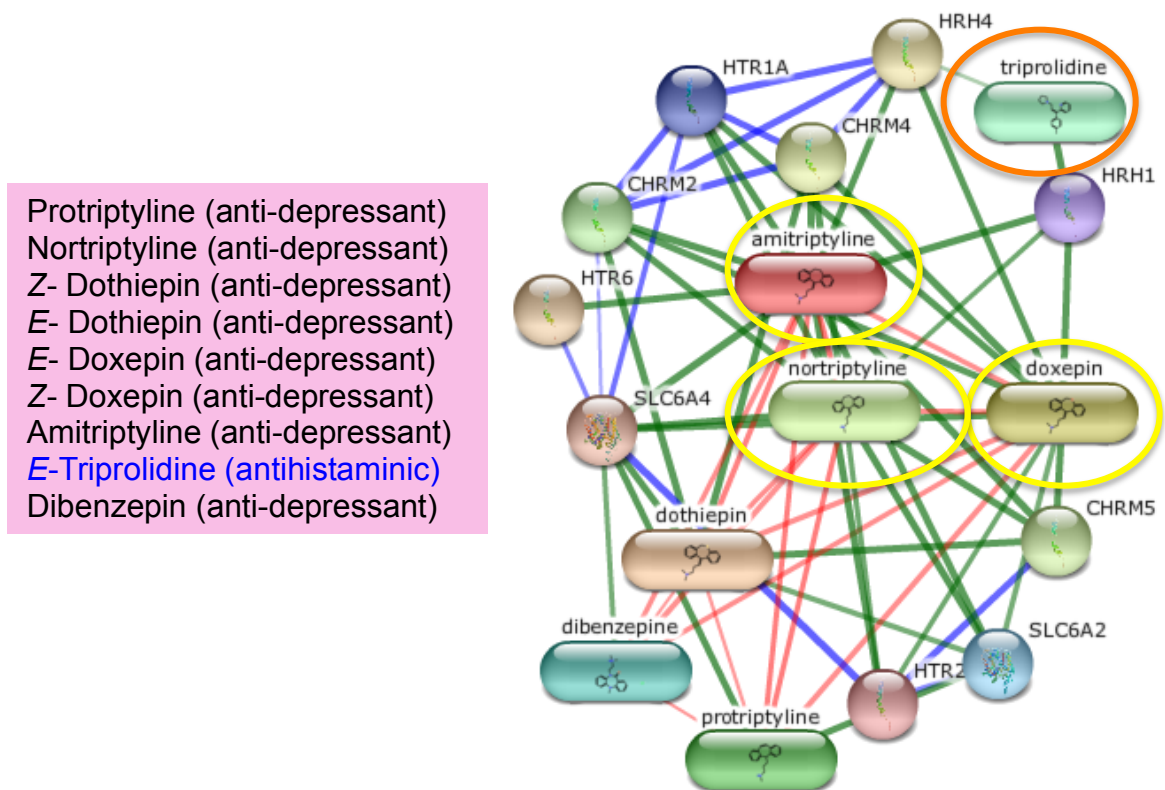 Protriptyline (anti-depressant)
Nortriptyline (anti-depressant)
Z- Dothiepin (anti-depressant)
E- Dothiepin (anti-depressant)
E- Doxepin (anti-depressant)
Z- Doxepin (anti-depressant)
Amitriptyline (anti-depressant)
E-Triprolidine (antihistaminic)
Dibenzepin (anti-depressant)
HRH4
triprolidine
HTR1A
CHRM4
CHRM2
HRH1
amitriptyline
HTR6
nortriptyline
doxepin
SLC6A4
dothiepin
CHRM5
dibenzepine
SLC6A2
HTR2
protriptyline